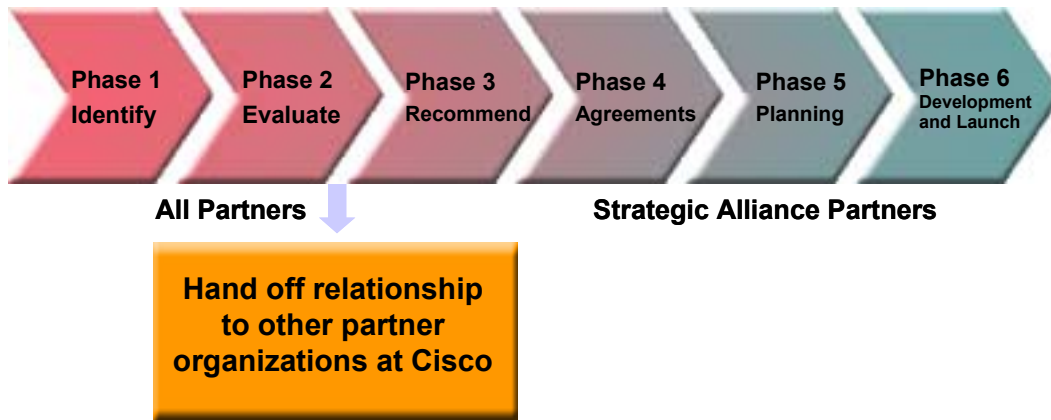 Phase 1
Identify
Phase 2
Evaluate
Phase 3
Recommend
Phase 4
Agreements
Phase 5
Planning
Phase 6
Development
and Launch
All Partners
Strategic Alliance Partners
Hand off relationship
to other partner
organizations at Cisco